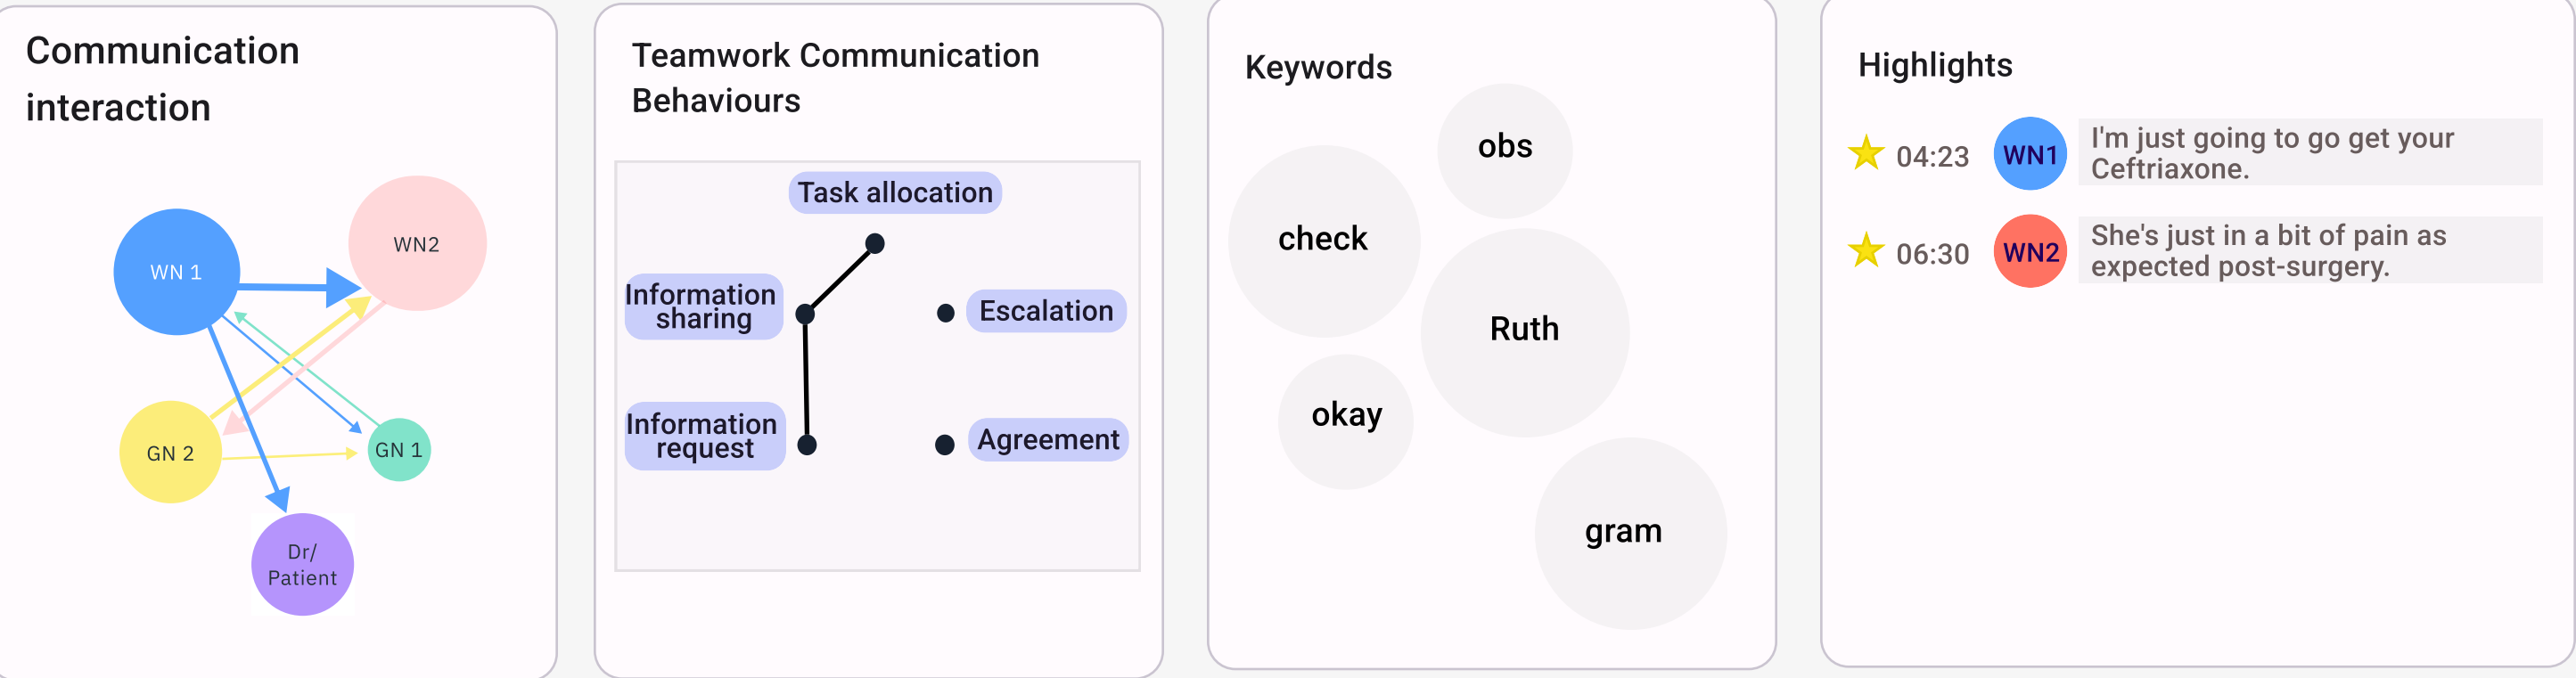 Communication
interaction
WN 1
WN2
GN 2
GN 1
Dr/
Patient
Teamwork Communication
Behaviours
Task allocation
Information
sharing
Escalation
Information
request
Agreement
Keywords
obs
check
Ruth
okay
gram
Highlights
04:23
WN1
I'm just going to go get your
Ceftriaxone.
06:30
WN2
She's just in a bit of pain as
expected post-surgery.